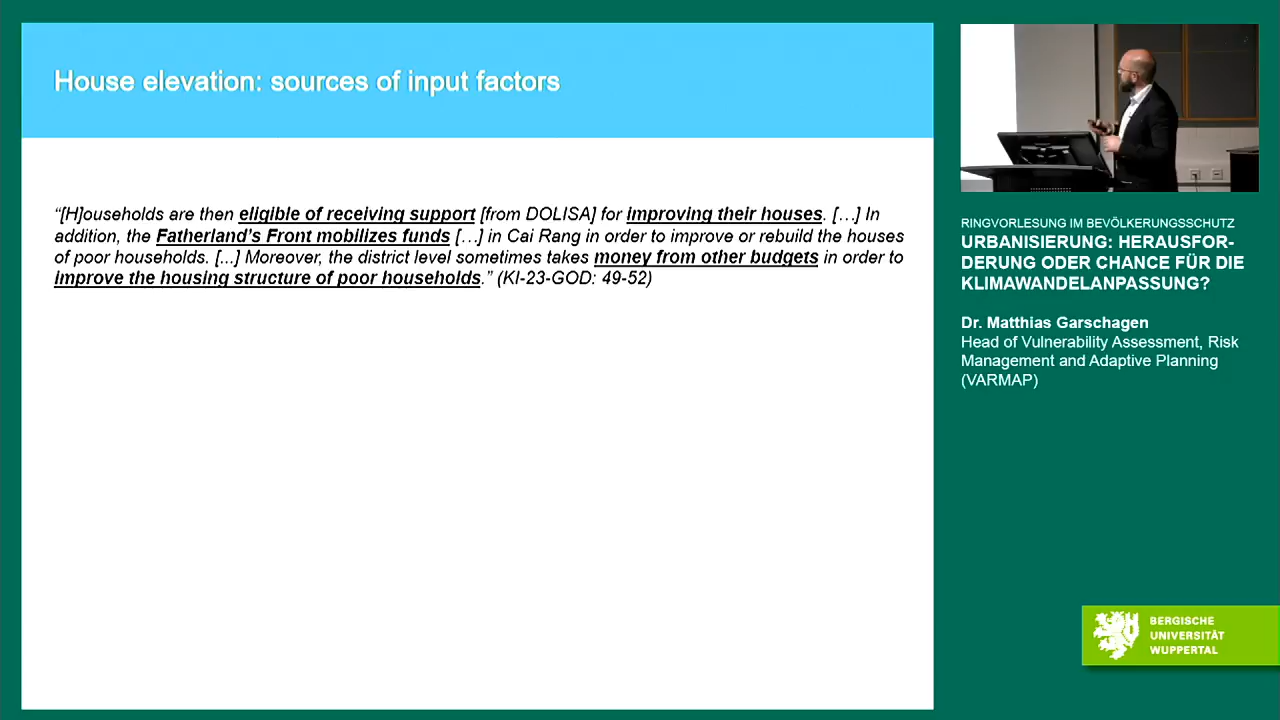 House elevation: sources of input factors
“[H]ouseholds are then eligible of receiving support [from DOLISA] for improving their houses. […] In
addition, the Fatherland’s Front mobilizes funds […] in Cai Rang in order to improve or rebuild the houses
of poor households. [...] Moreover, the district level sometimes takes money from other budgets in order to
improve the housing structure of poor households.” (KI-23-GOD: 49-52)
RINGVORLESUNG IM BEVÖLKERUNGSSCHUTZ
URBANISIERUNG: HERAUSFOR-
DERUNG ODER CHANCE FÜR DIE
KLIMAWANDELANPASSUNG?
Dr. Matthias Garschagen
Head of Vulnerability Assessment, Risk
Management and Adaptive Planning
(VARMAP)
BERGISCHE
UNIVERSITÄT
WUPPERTAL